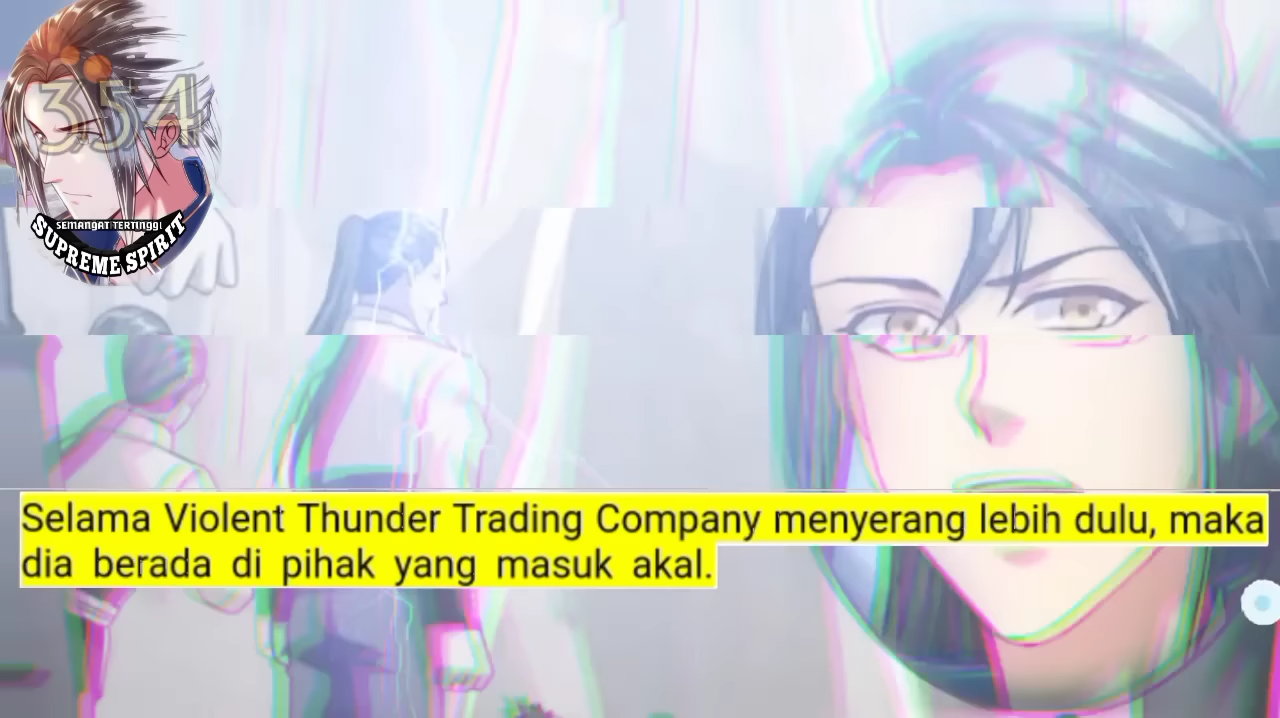 354
SEMANGAT TERTINGGI
SUPREME SPIRIT
Selama Violent Thunder Trading Company menyerang lebih dulu, maka
dia berada di pihak yang masuk akal.